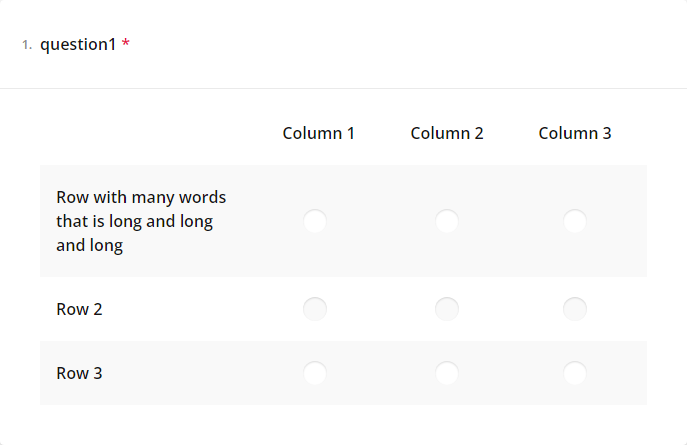 1. question1 *
Column 1 Column 2 Column 3
Row with many words
that is long and long
and long
Row 2
Row 3